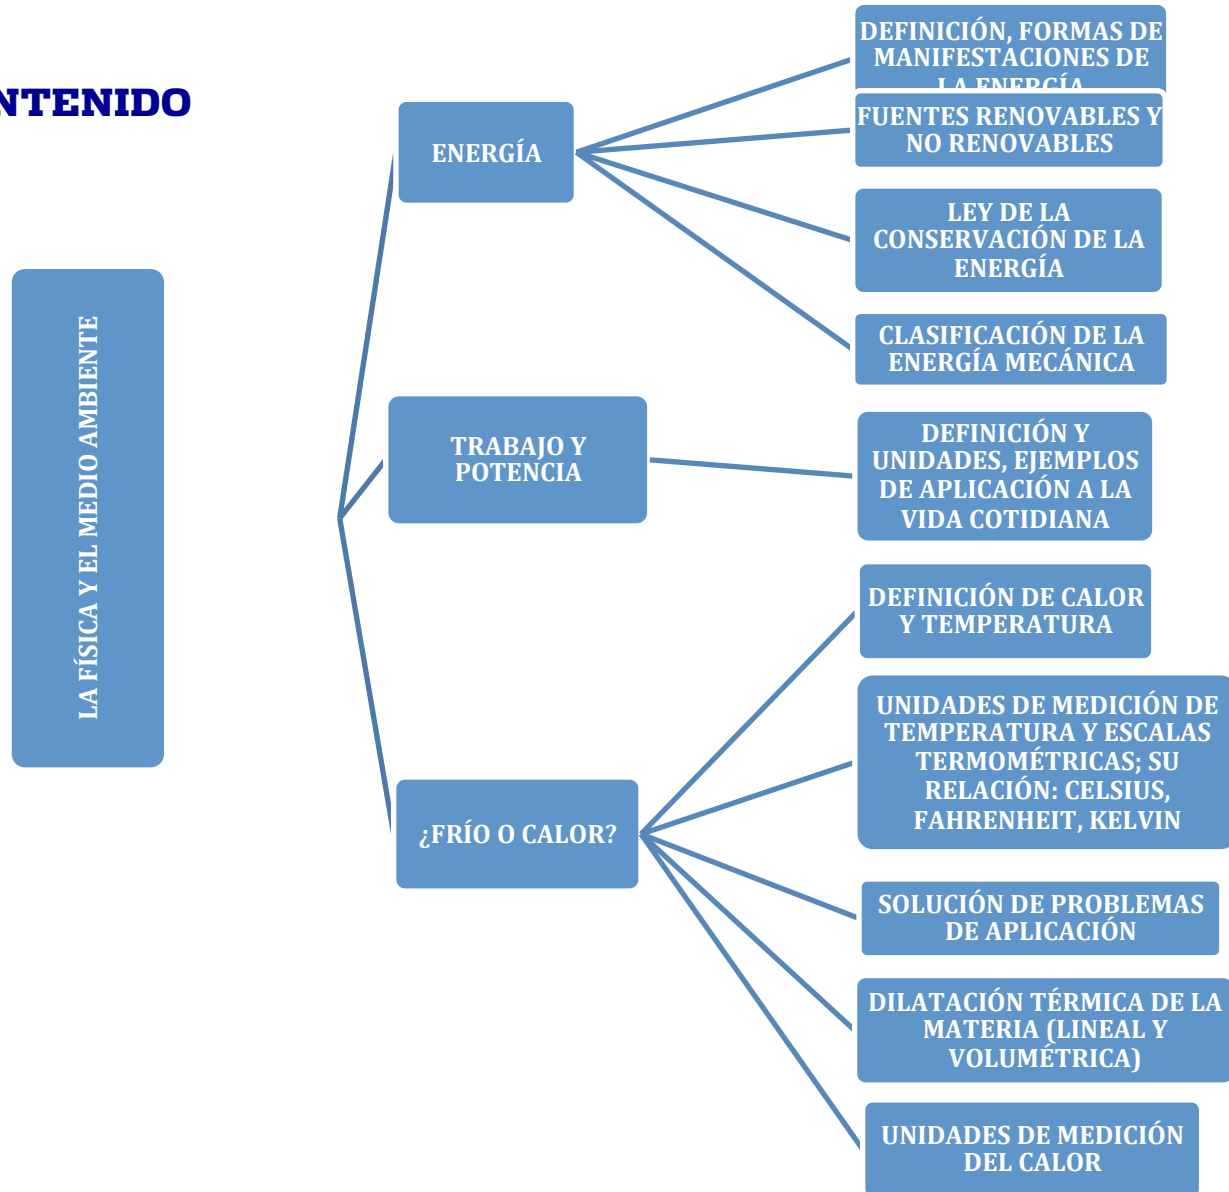 NTENIDO
LA FÍSICA Y EL MEDIO AMBIENTE
ENERGÍA
DEFINICIÓN, FORMAS DE
MANIFESTACIONES DE
LA ENERGÍA
FUENTES RENOVABLES Y
NO RENOVABLES
LEY DE LA
CONSERVACIÓN DE LA
ENERGÍA
CLASIFICACIÓN DE LA
ENERGÍA MECÁNICA
TRABAJO Y
POTENCIA
DEFINICIÓN Y
UNIDADES, EJEMPLOS
DE APLICACIÓN A LA
VIDA COTIDIANA
¿FRÍO O CALOR?
DEFINICIÓN DE CALOR
Y TEMPERATURA
UNIDADES DE MEDICIÓN DE
TEMPERATURA Y ESCALAS
TERMOMÉTRICAS; SU
RELACIÓN: CELSIUS,
FAHRENHEIT, KELVIN
SOLUCIÓN DE PROBLEMAS
DE APLICACIÓN
DILATACIÓN TÉRMICA DE LA
MATERIA (LINEAL Y
VOLUMÉTRICA)
UNIDADES DE MEDICIÓN
DEL CALOR